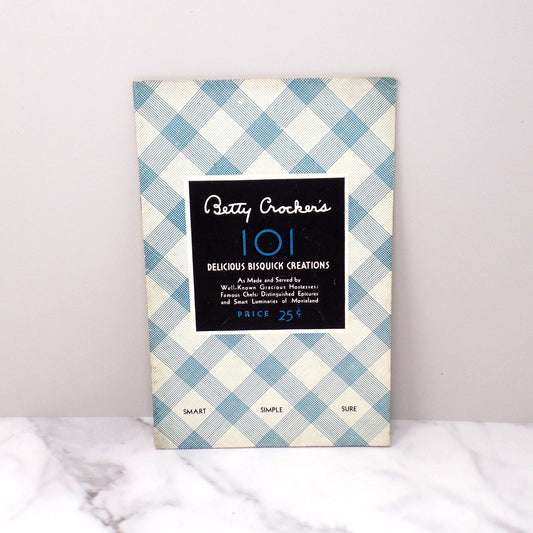 Betty Crocker's
101
DELICIOUS BISQUICK CREATIONS
As Made and Served by
Well-Known Gracious Hostesses;
Famous Chefs; Distinguished Epicures
and Smart Luminaries of Movieland
PRICE 25¢
SMART SIMPLE SURE